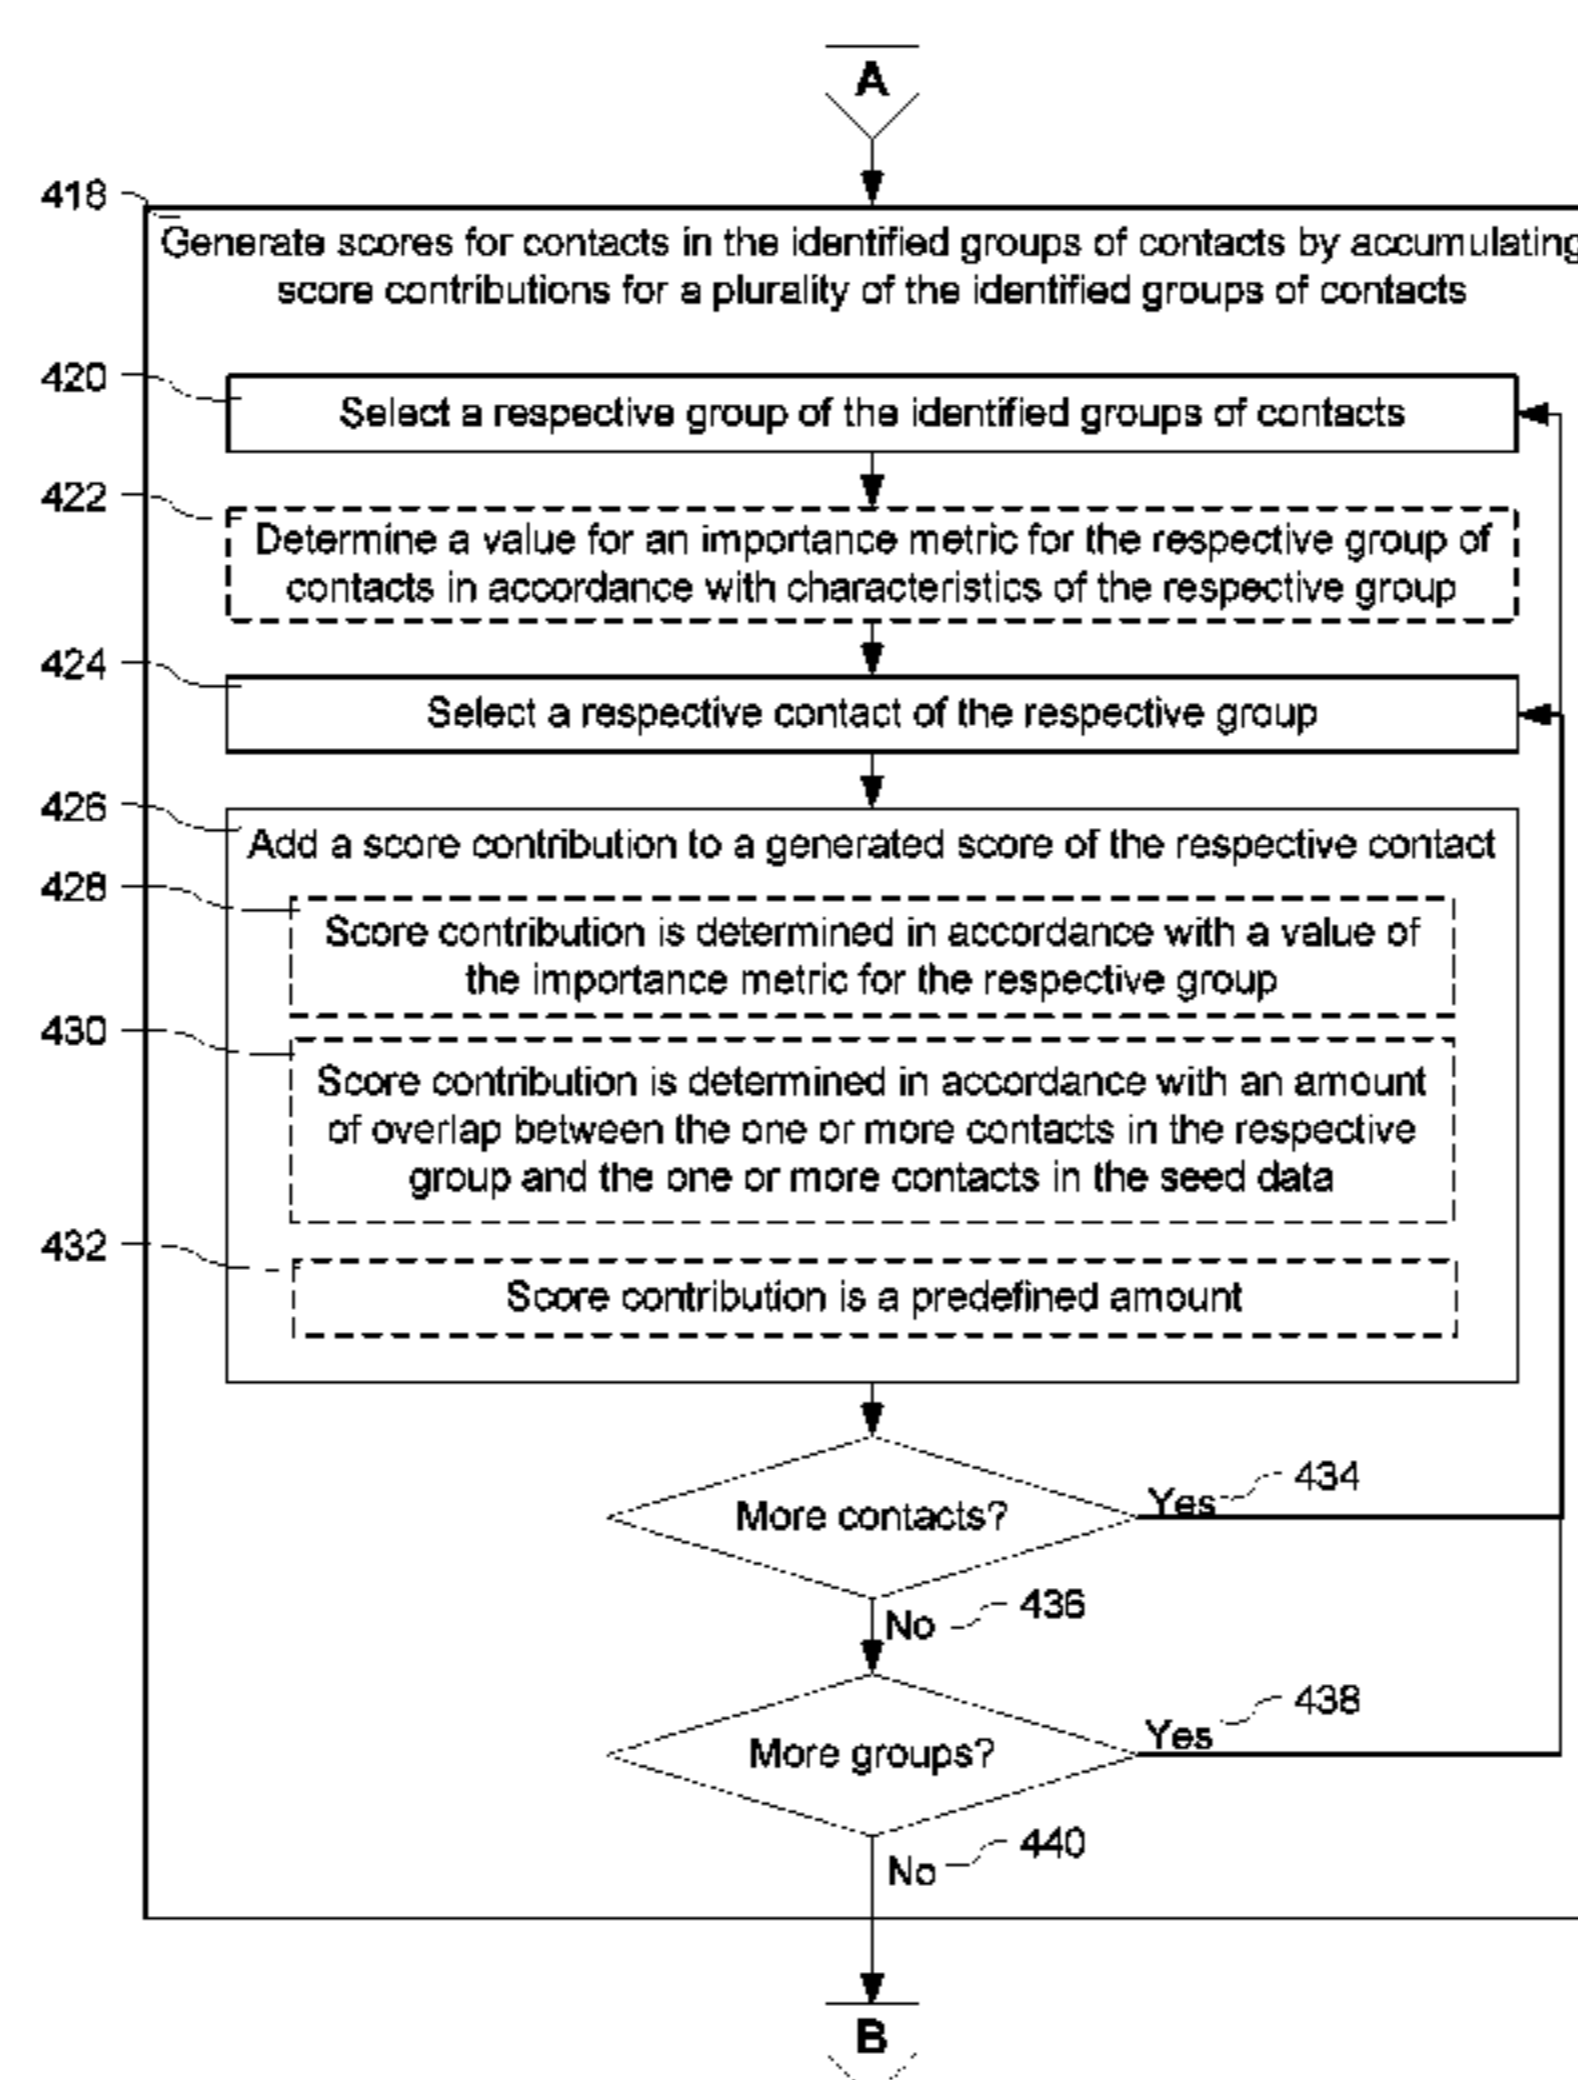 A
418
Generate scores for contacts in the identified groups of contacts by accumulating
score contributions for a plurality of the identified groups of contacts
420
Select a respective group of the identified groups of contacts
422
Determine a value for an importance metric for the respective group of
contacts in accordance with characteristics of the respective group
424
Select a respective contact of the respective group
426
Add a score contribution to a generated score of the respective contact
428
Score contribution is determined in accordance with a value of
the importance metric for the respective group
430
Score contribution is determined in accordance with an amount
of overlap between the one or more contacts in the respective
group and the one or more contacts in the seed data
432
Score contribution is a predefined amount
More contacts?
Yes
434
No
436
More groups?
Yes
438
No
440
B